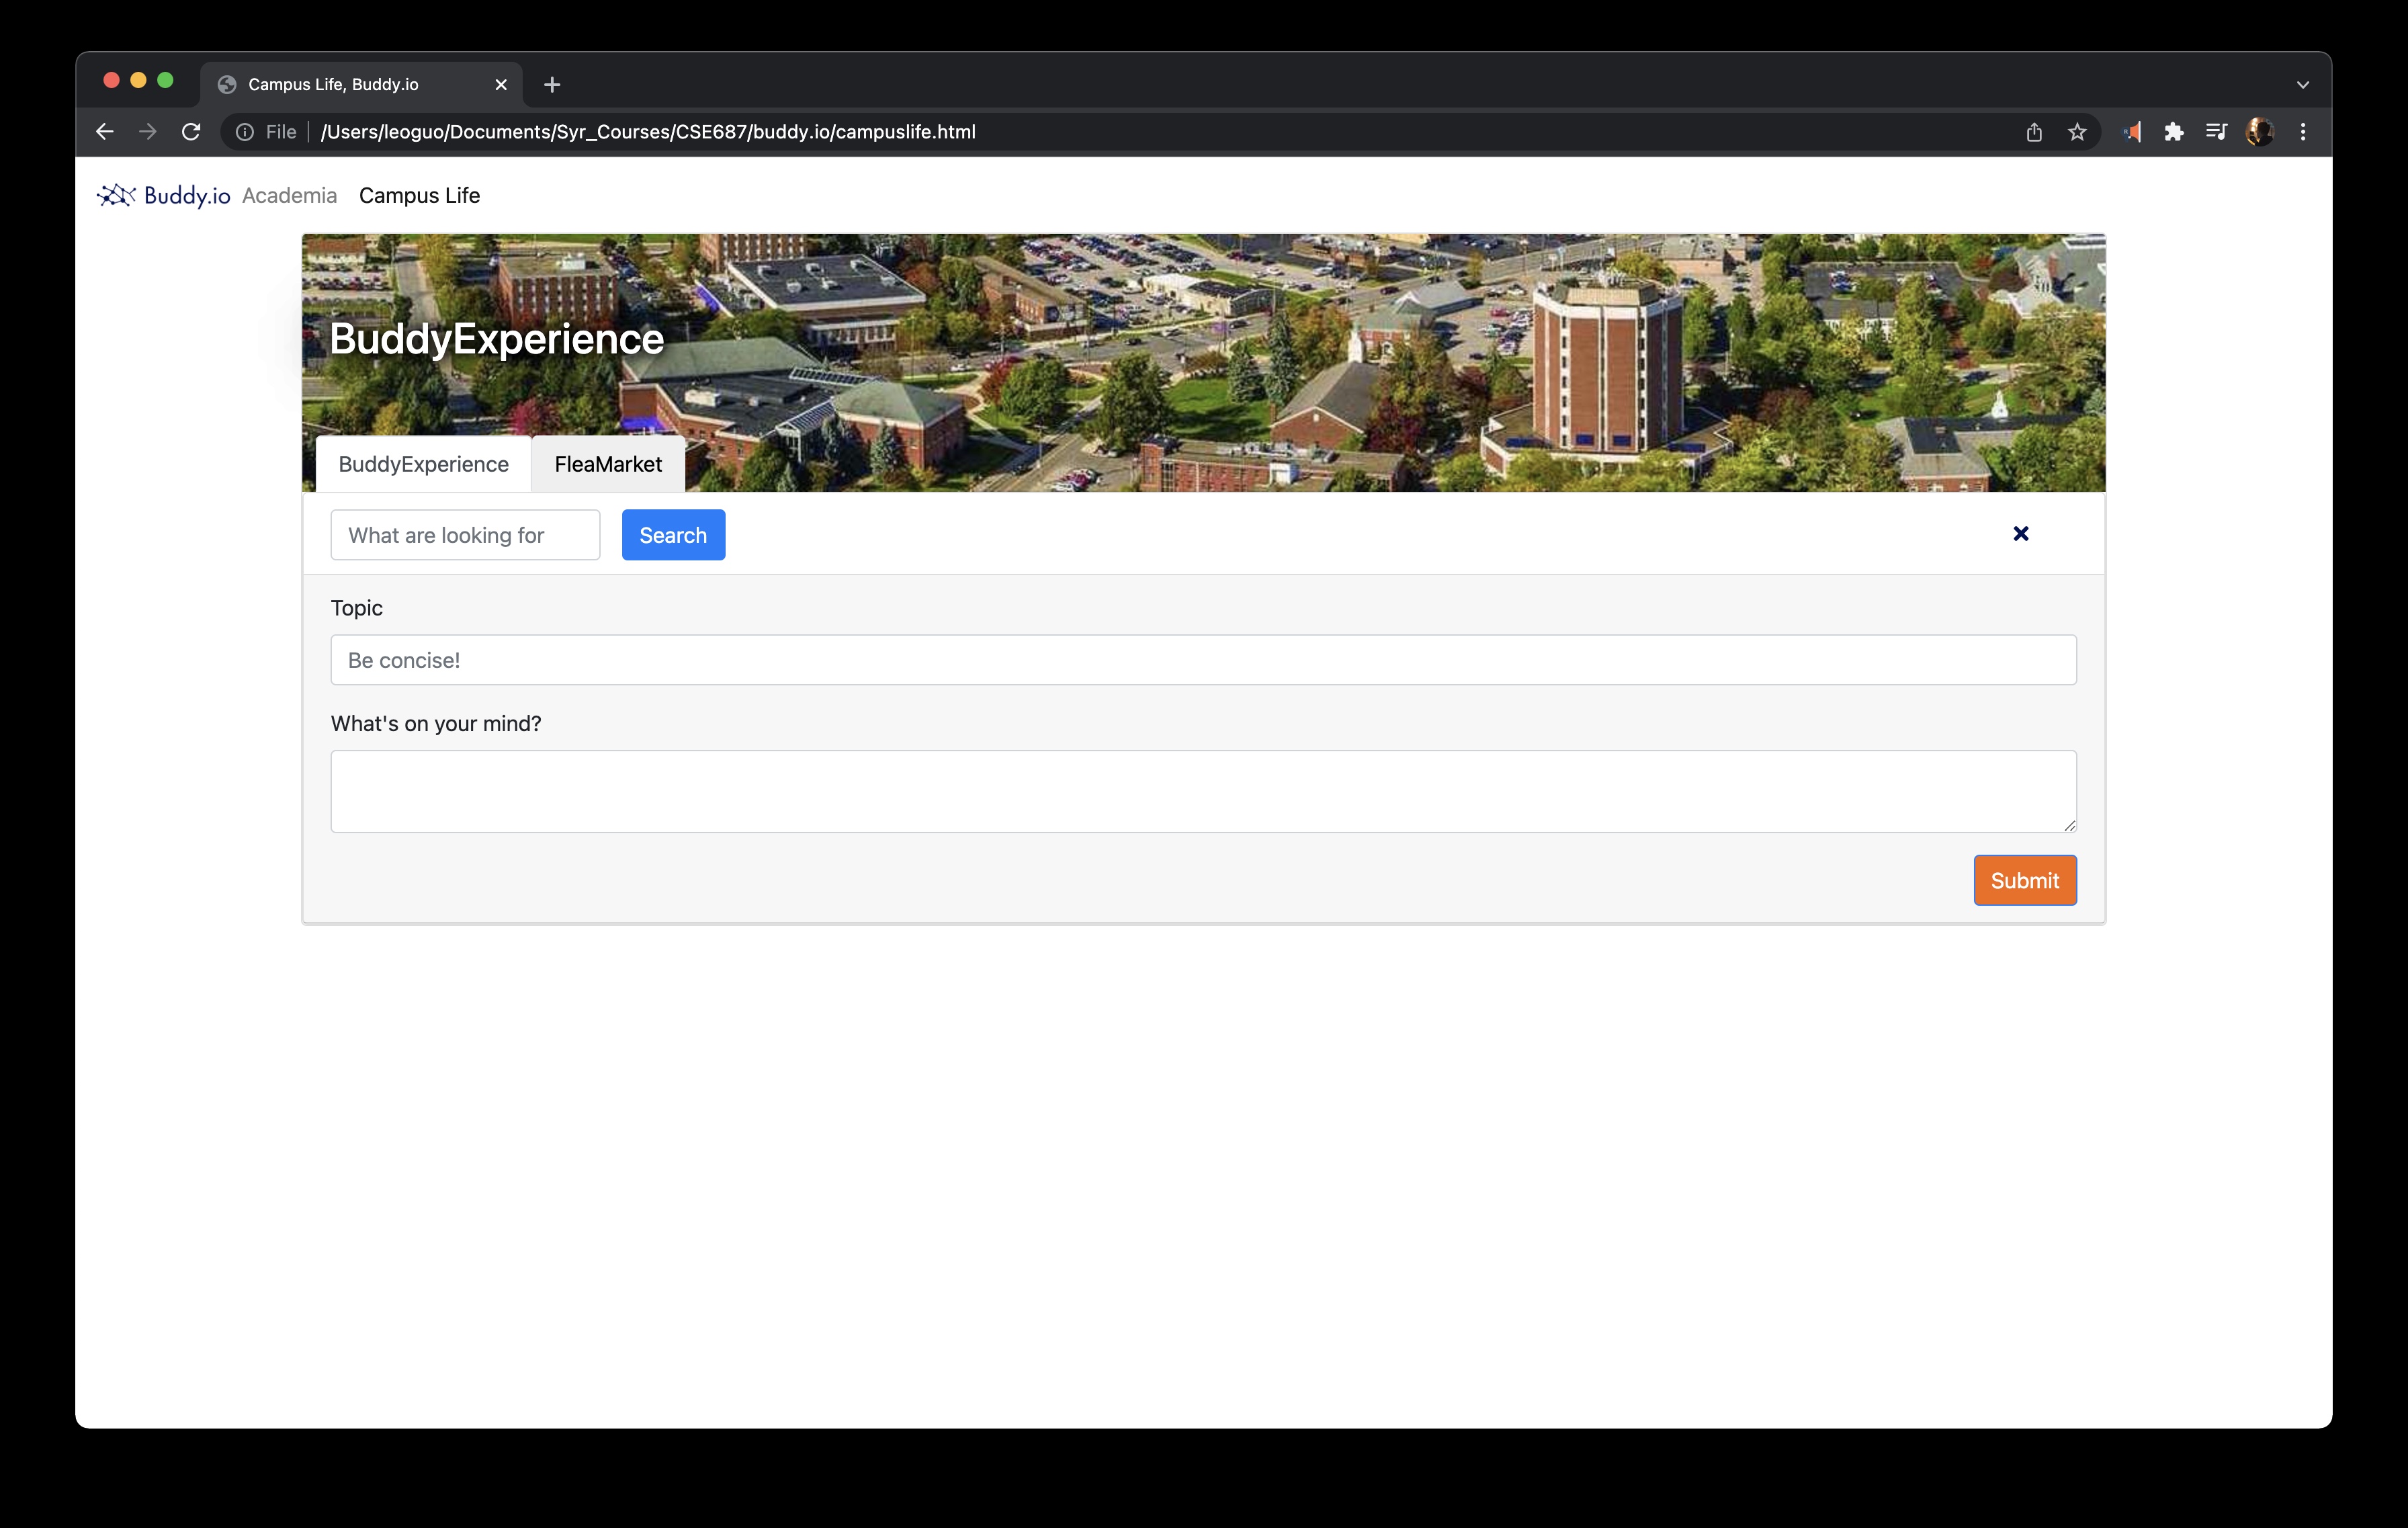 Campus Life, Buddy.io
File /Users/leoguo/Documents/Syr_Courses/CSE687/buddy.io/campuslife.html
Buddy.io Academia Campus Life
BuddyExperience
BuddyExperience FleaMarket
What are looking for Search
Topic
Be concise!
What's on your mind?
Submit